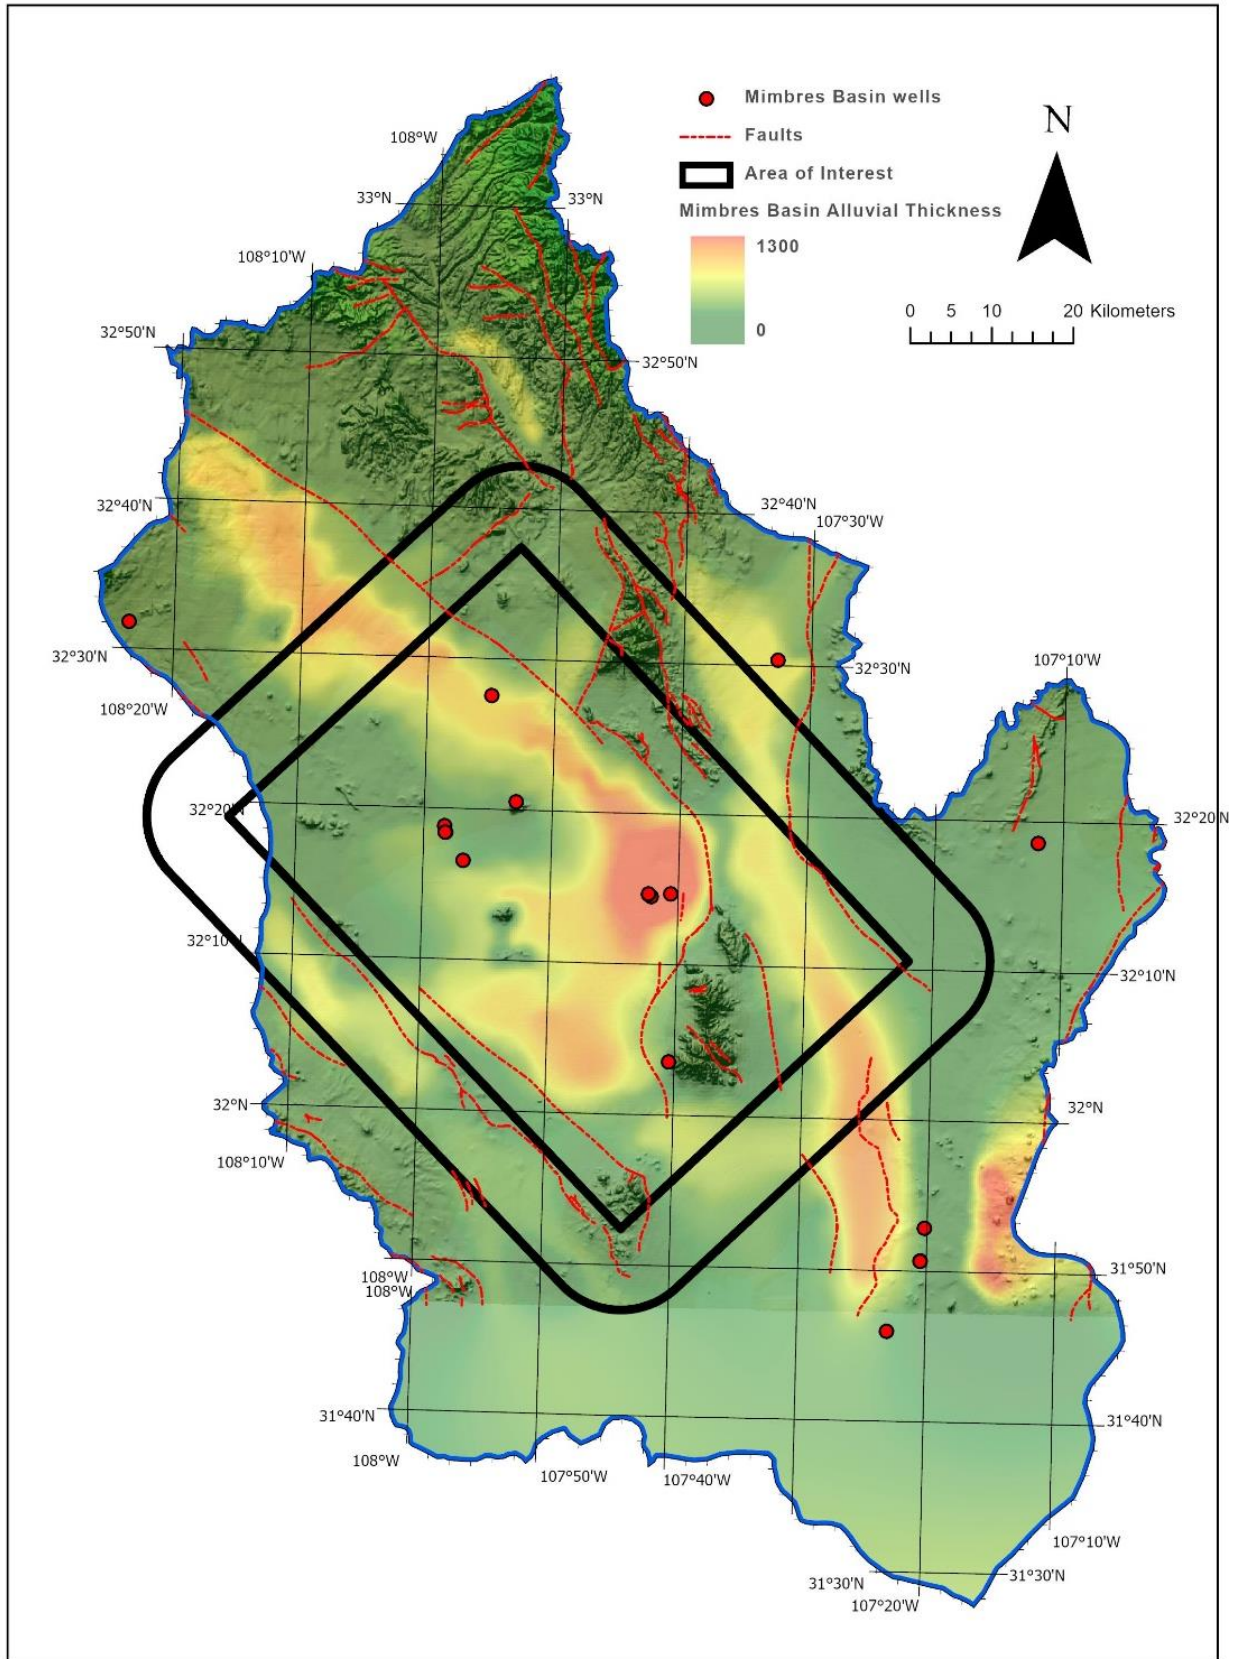 Mimbres Basin wells
N
108°W
Faults
Area of Interest
33°N
33°N
Mimbres Basin Alluvial Thickness
1300
108°10'W
0 5 10 20 Kilometers
0
32°50'N
32°50'N
32°40'N
32°40'N
107°30'W
32°30'N
107°10'W
32°30'N
108°20'W
32°20'
32°20'N
32°10'
32°10'N
32°N
32°N
108°10'W
31°50'N
108°W
108°W
31°40'N
31°40'N
108°W
107°50'W
107°40'W
107°10'W
31°30'N
31°30'N
107°20'W